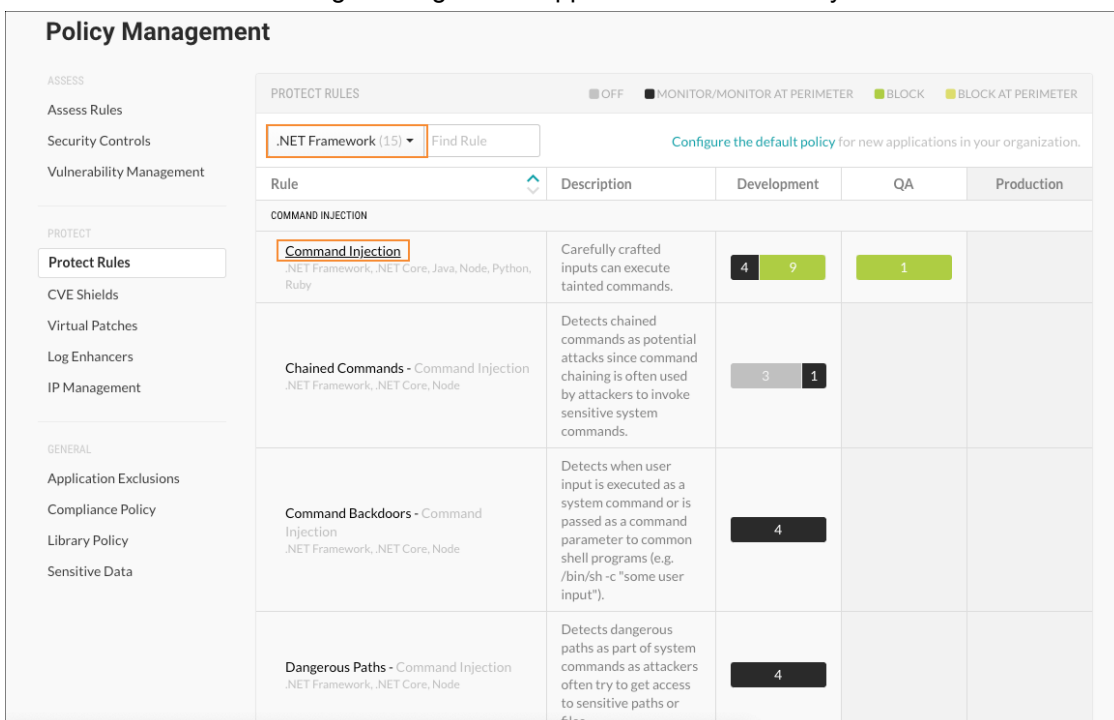 Policy Management
ASSESS
Assess Rules
Security Controls
Vulnerability Management
PROTECT
Protect Rules
CVE Shields
Virtual Patches
Log Enhancers
IP Management
GENERAL
Application Exclusions
Compliance Policy
Library Policy
Sensitive Data
PROTECT RULES
OFF MONITOR/MONITOR AT PERIMETER BLOCK BLOCK AT PERIMETER
.NET Framework (15) Find Rule
Configure the default policy for new applications in your organization.
Rule Description Development QA Production
COMMAND INJECTION
Command Injection
.NET Framework, .NET Core, Java, Node, Python,
Ruby
Carefully crafted
inputs can execute
tainted commands.
4 9 1
Chained Commands - Command Injection
.NET Framework, .NET Core, Node
Detects chained
commands as potential
attacks since command
chaining is often used
by attackers to invoke
sensitive system
commands.
3 1
Command Backdoors - Command
Injection
.NET Framework, .NET Core, Node
Detects when user
input is executed as a
system command or is
passed as a command
parameter to common
shell programs (e.g.
/bin/sh -c "some user
input").
4
Dangerous Paths - Command Injection
.NET Framework, .NET Core, Node
Detects dangerous
paths as part of system
commands as attackers
often try to get access
to sensitive paths or
4